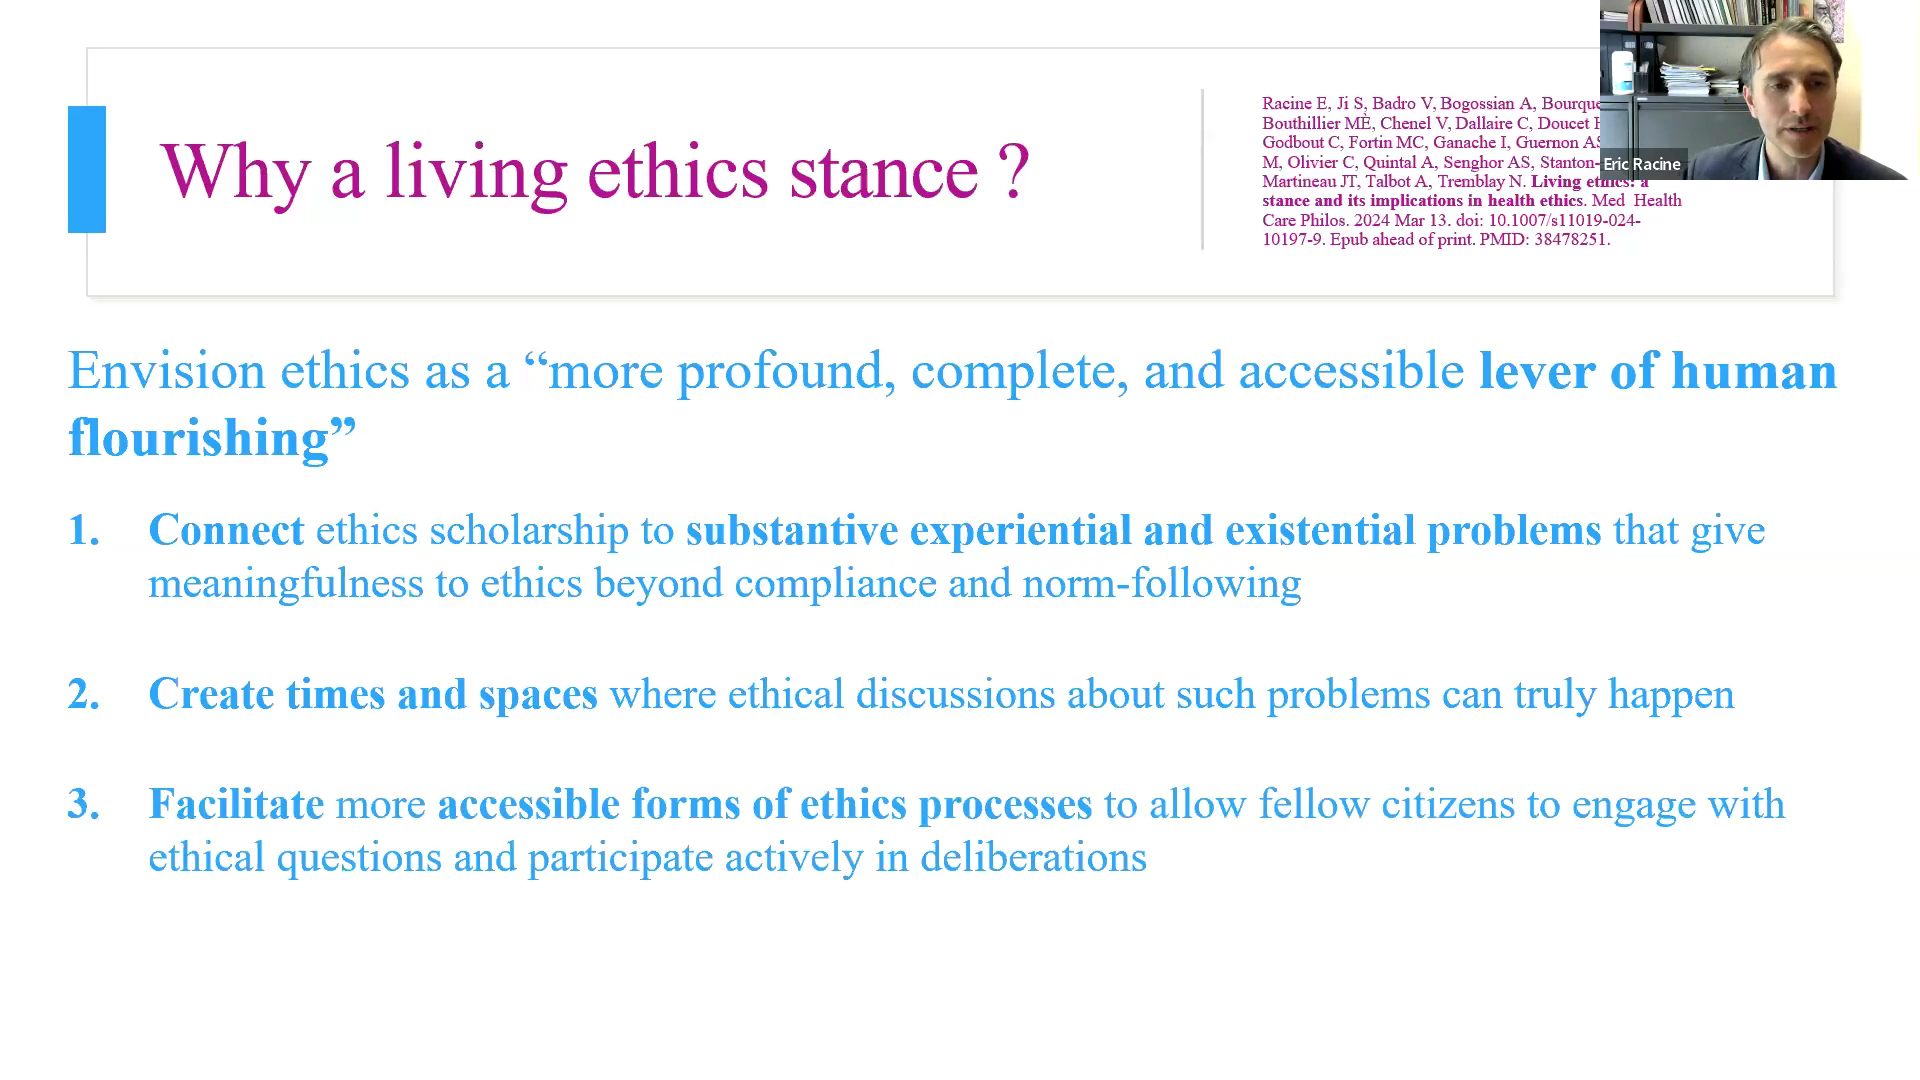 Why a living ethics stance ?
Racine E, Ji S, Badro V, Bogossian A, Bourque
Bouthillier MÈ, Chenel V, Dallaire C, Doucet
Godbout C, Fortin MC, Ganache I, Guernon
M, Olivier C, Quintal A, Senghor AS, Stanton-
Martineau JT, Talbot A, Tremblay N. Living ethics: a
stance and its implications in health ethics. Med Health
Care Philos. 2024 Mar 13. doi: 10.1007/s11019-024-
10197-9. Epub ahead of print. PMID: 38478251.
Eric Racine
Envision ethics as a “more profound, complete, and accessible lever of human
flourishing”
1. Connect ethics scholarship to substantive experiential and existential problems that give
meaningfulness to ethics beyond compliance and norm-following
2. Create times and spaces where ethical discussions about such problems can truly happen
3. Facilitate more accessible forms of ethics processes to allow fellow citizens to engage with
ethical questions and participate actively in deliberations